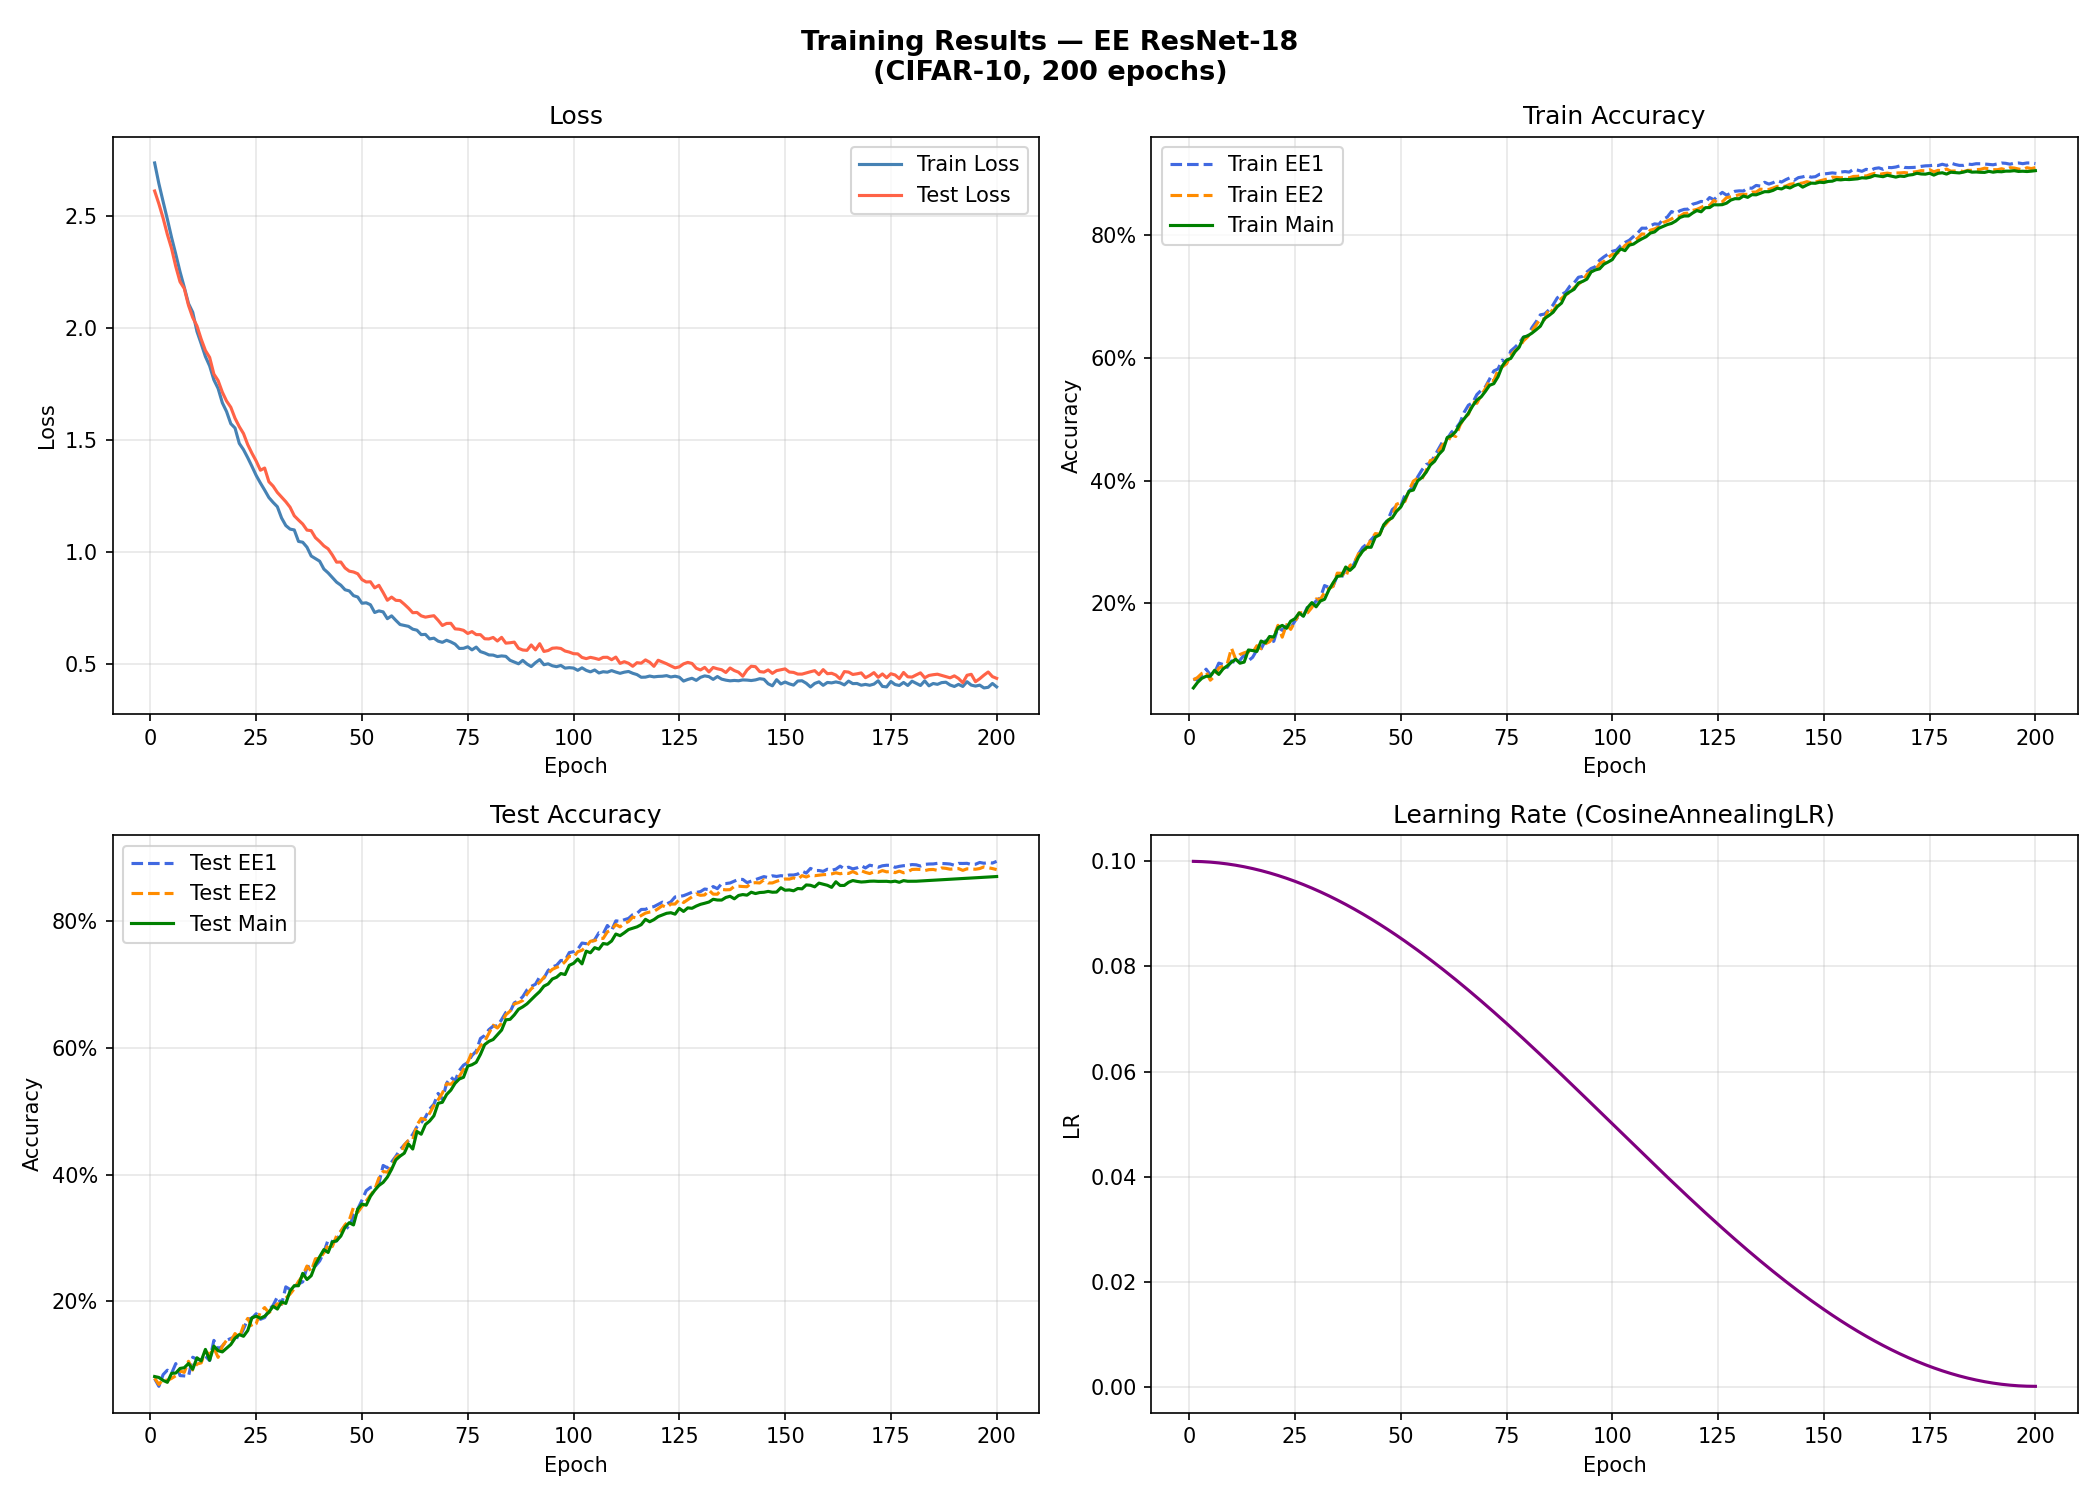 Training Results — EE ResNet-18
(CIFAR-10, 200 epochs)
Loss
Train Loss
Test Loss
2.5
2.0
1.5
1.0
0.5
Loss
0 25 50 75 100 125 150 175 200
Epoch
Train Accuracy
Train EE1
Train EE2
Train Main
80%
60%
40%
20%
Accuracy
0 25 50 75 100 125 150 175 200
Epoch
Test Accuracy
Test EE1
Test EE2
Test Main
80%
60%
40%
20%
Accuracy
0 25 50 75 100 125 150 175 200
Epoch
Learning Rate (CosineAnnealingLR)
0.10
0.08
0.06
0.04
0.02
0.00
LR
0 25 50 75 100 125 150 175 200
Epoch